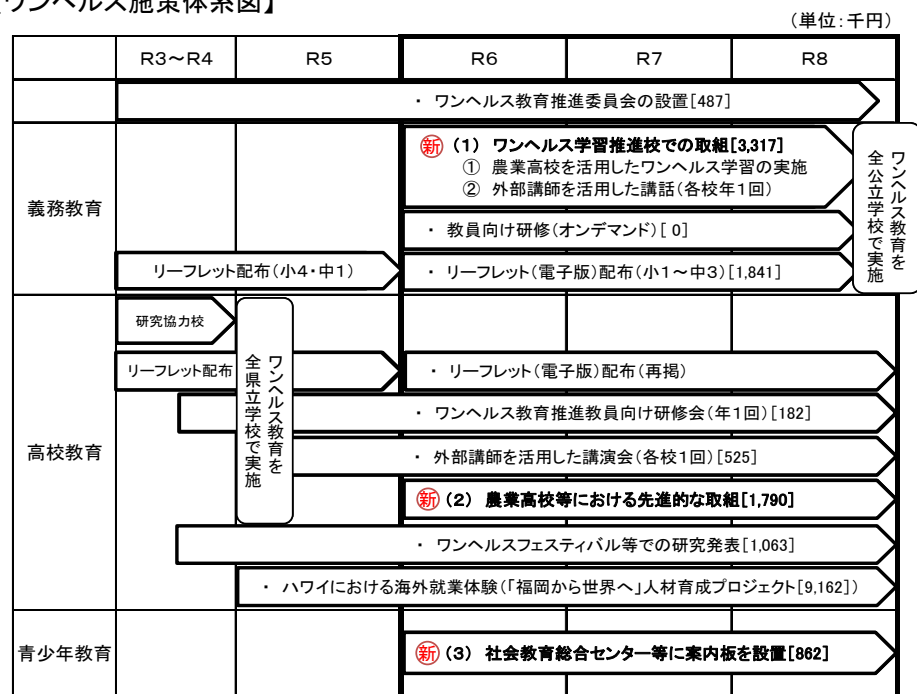 【ワンヘルス施策体系図】
（単位：千円）
R3～R4
R5
R6
R7
R8
・ ワンヘルス教育推進委員会の設置[487]
義務教育
新 (1) ワンヘルス学習推進校での取組[3,317]
① 農業高校を活用したワンヘルス学習の実施
② 外部講師を活用した講話(各校年1回)
・ 教員向け研修(オンデマンド)[ 0]
リーフレット配布(小4・中1)
・ リーフレット(電子版)配布(小1～中3)[1,841]
ワンヘルス教育を
全公立学校で実施
高校教育
研究協力校
リーフレット配布
ワンヘルス教育を
全県立学校で実施
・ リーフレット(電子版)配布(再掲)
・ ワンヘルス教育推進教員向け研修会(年1回)[182]
・ 外部講師を活用した講演会(各校1回)[525]
新 (2) 農業高校等における先進的な取組[1,790]
・ ワンヘルスフェスティバル等での研究発表[1,063]
・ ハワイにおける海外就業体験(「福岡から世界へ」人材育成プロジェクト[9,162])
青少年教育
新 (3) 社会教育総合センター等に案内板を設置[862]